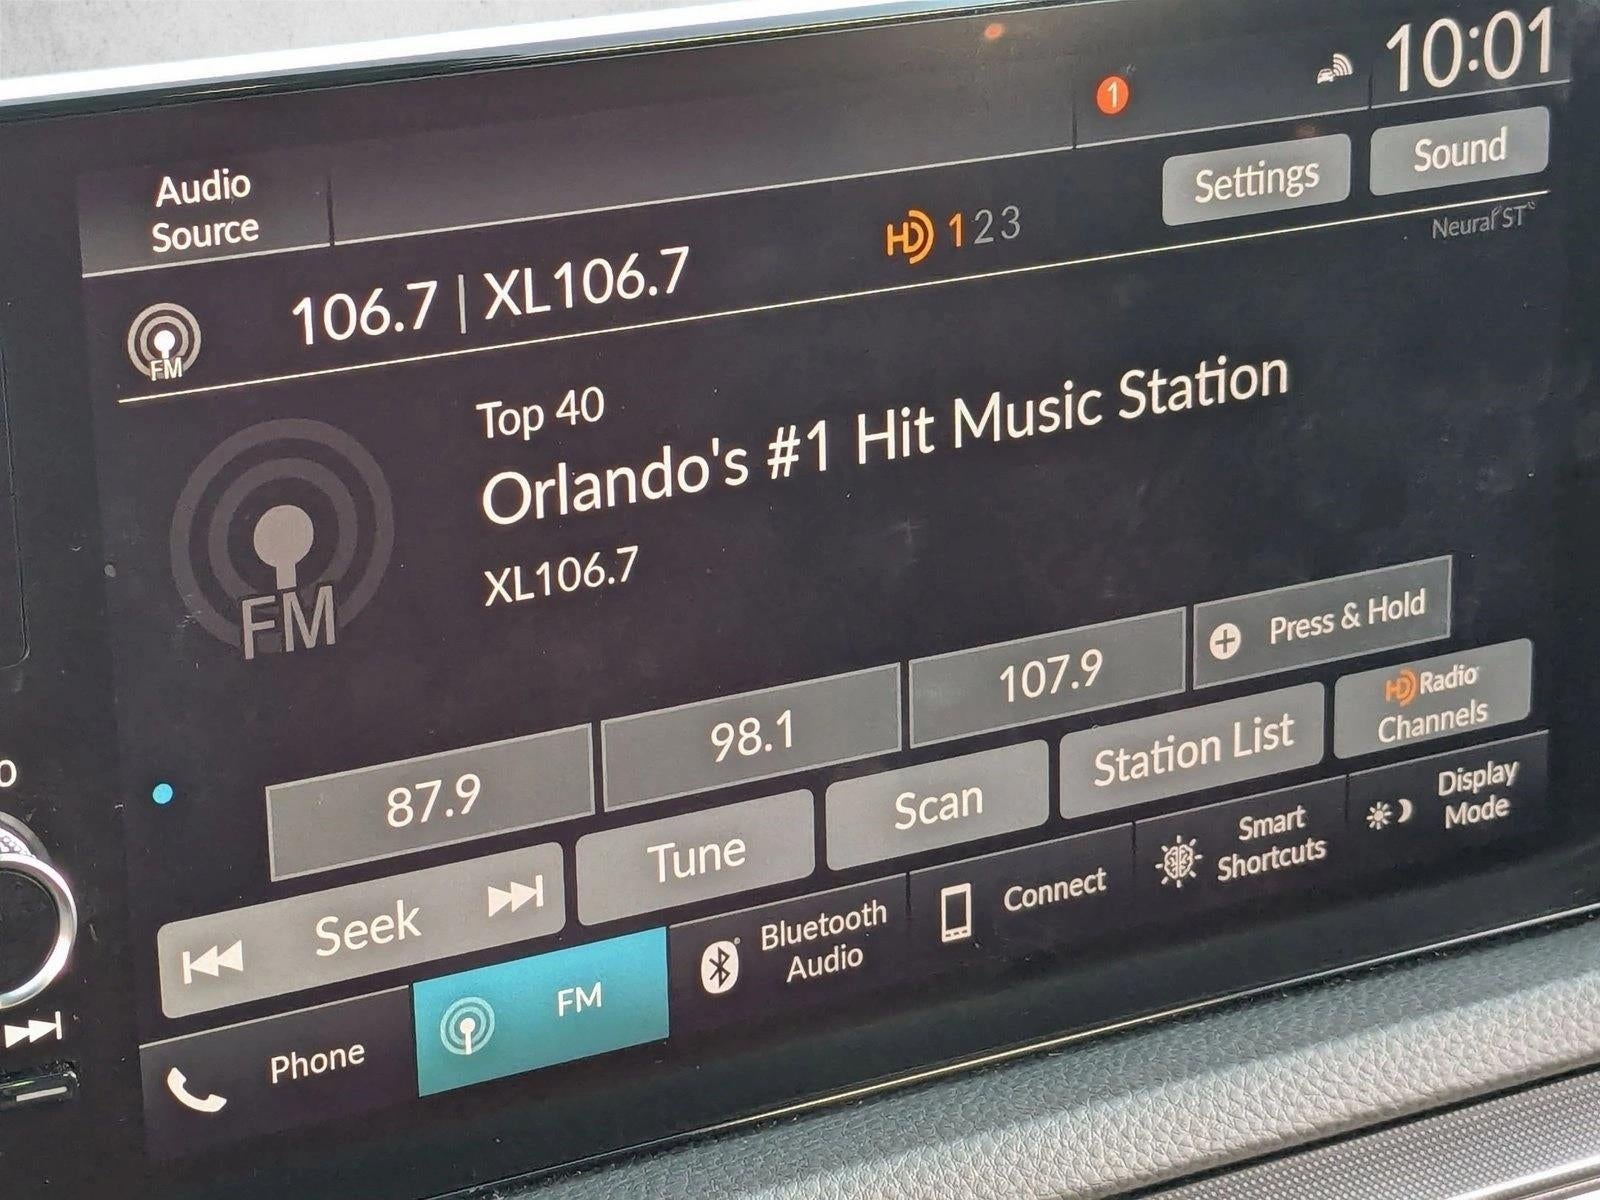 10:01
1
Audio
Source
Settings
Sound
106.7 | XL106.7
HD 1 2 3
Neural ST
FM
Top 40
Orlando's #1 Hit Music Station
XL106.7
FM
87.9
98.1
107.9
Press & Hold
Seek
Tune
Scan
Station List
HD Radio
Channels
Phone
FM
Bluetooth
Audio
Connect
Smart
Shortcuts
Display
Mode